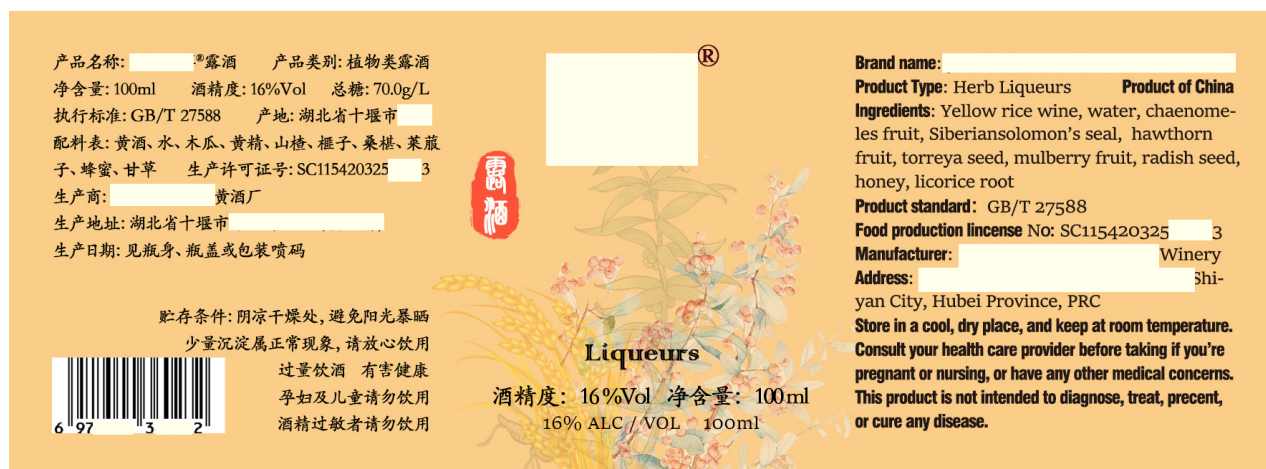 产品名称: ®露酒 产品类别: 植物类露酒
净含量: 100ml 酒精度: 16%Vol 总糖: 70.0g/L
执行标准: GB/T 27588 产地: 湖北省十堰市
配料表: 黄酒、水、木瓜、黄精、山楂、榧子、桑椹、莱菔
子、蜂蜜、甘草 生产许可证号: SC115420325 3
生产商: 黄酒厂
生产地址: 湖北省十堰市
生产日期: 见瓶身、瓶盖或包装喷码
贮存条件: 阴凉干燥处, 避免阳光暴晒
少量沉淀属正常现象, 请放心饮用
过量饮酒 有害健康
孕妇及儿童请勿饮用
酒精过敏者请勿饮用
6 97 3 2
®
露酒
Liqueurs
酒精度: 16%Vol 净含量: 100ml
16% ALC / VOL 100ml
Brand name:
Product Type: Herb Liqueurs Product of China
Ingredients: Yellow rice wine, water, chaenome-
les fruit, Siberiansolomon's seal, hawthorn
fruit, torreya seed, mulberry fruit, radish seed,
honey, licorice root
Product standard: GB/T 27588
Food production lincense No: SC115420325 3
Manufacturer: Winery
Address: Shi-
yan City, Hubei Province, PRC
Store in a cool, dry place, and keep at room temperature.
Consult your health care provider before taking if you're
pregnant or nursing, or have any other medical concerns.
This product is not intended to diagnose, treat, precent,
or cure any disease.